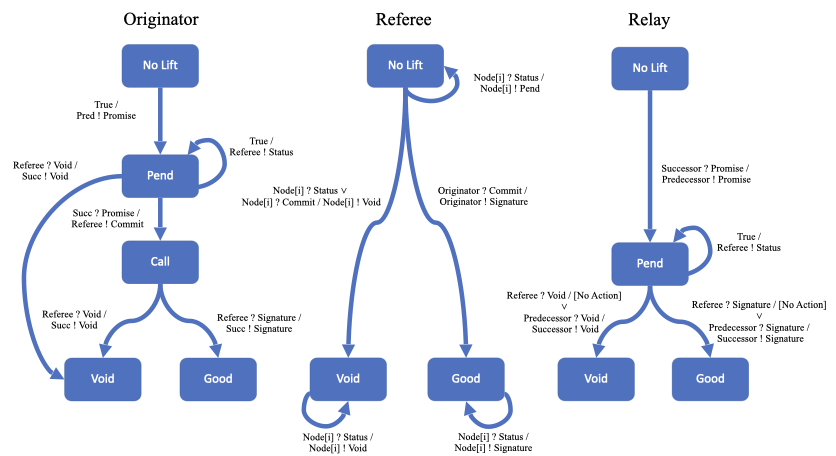 Originator
Referee
Relay
No Lift
No Lift
No Lift
Node[i] ? Status /
Node[i] ! Pend
True /
Pred ! Promise
True /
Referee ! Status
Referee ? Void /
Succ ! Void
Pend
Successor ? Promise /
Predecessor ! Promise
Node[i] ? Status ∨
Node[i] ? Commit / Node[i] ! Void
Originator ? Commit /
Originator ! Signature
Succ ? Promise /
Referee ! Commit
True /
Referee ! Status
Call
Pend
Referee ? Void /
Succ ! Void
Referee ? Signature /
Succ ! Signature
Referee ? Void / [No Action]
∨
Predecessor ? Void /
Successor ! Void
Referee ? Signature / [No Action]
∨
Predecessor ? Signature /
Successor ! Signature
Void
Good
Void
Good
Void
Good
Node[i] ? Status /
Node[i] ! Void
Node[i] ? Status /
Node[i] ! Signature